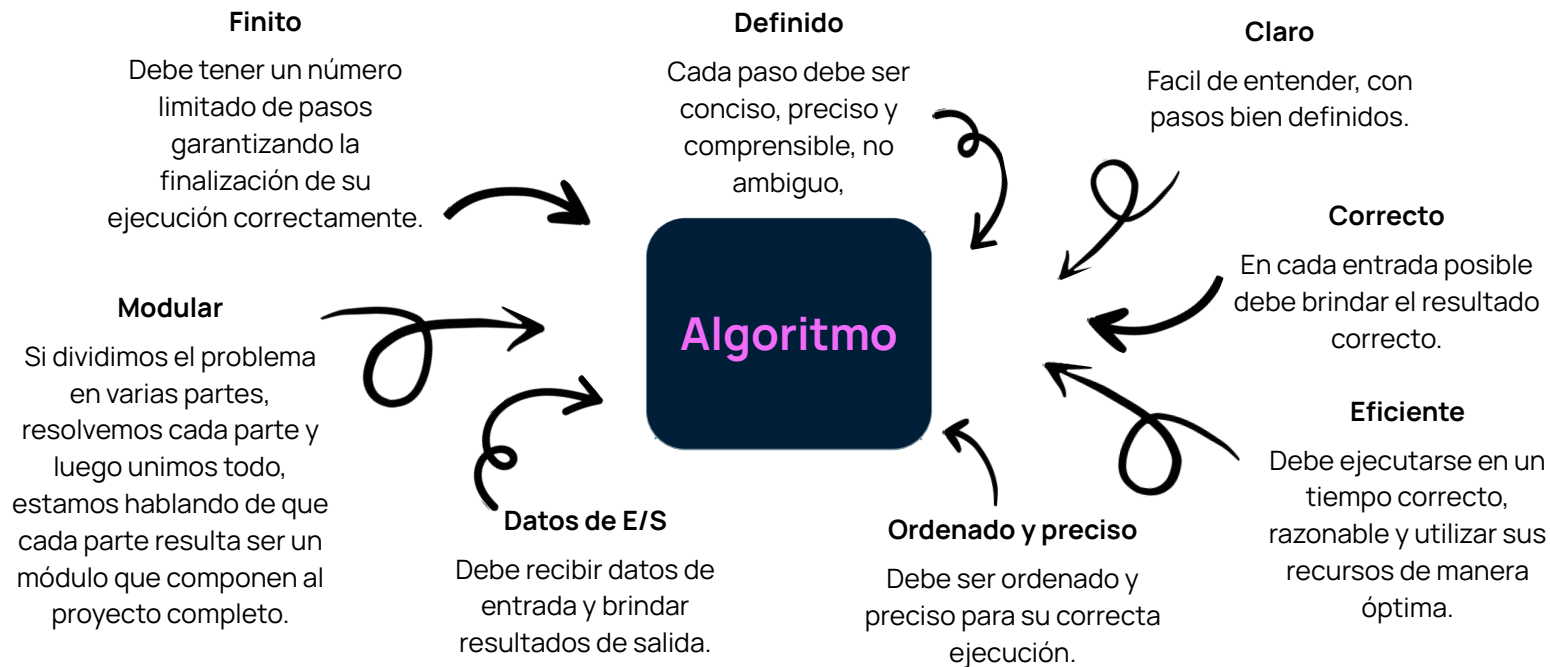 Finito
Debe tener un número
limitado de pasos
garantizando la
finalización de su
ejecución correctamente.
Definido
Cada paso debe ser
conciso, preciso y
comprensible, no
ambiguo,
Claro
Facil de entender, con
pasos bien definidos.
Correcto
En cada entrada posible
debe brindar el resultado
correcto.
Modular
Si dividimos el problema
en varias partes,
resolvemos cada parte y
luego unimos todo,
estamos hablando de que
cada parte resulta ser un
módulo que componen al
proyecto completo.
Algoritmo
Eficiente
Debe ejecutarse en un
tiempo correcto,
razonable y utilizar sus
recursos de manera
óptima.
Datos de E/S
Debe recibir datos de
entrada y brindar
resultados de salida.
Ordenado y preciso
Debe ser ordenado y
preciso para su correcta
ejecución.